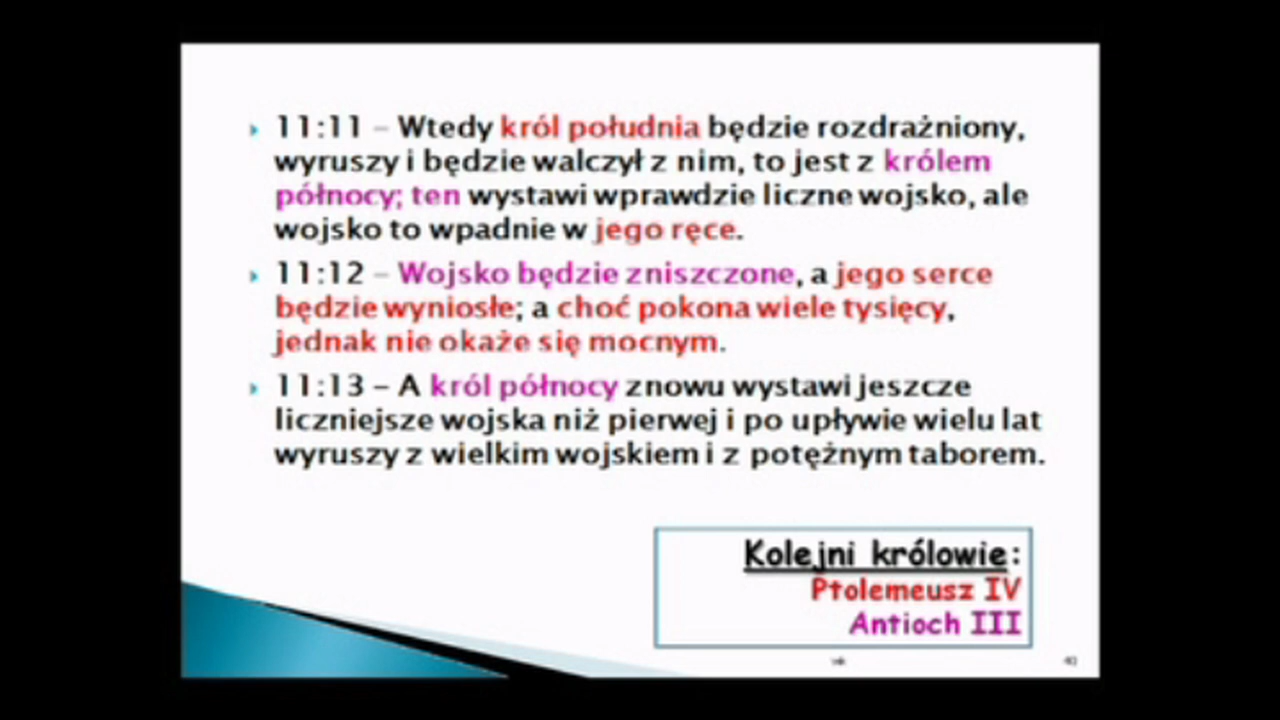 11:11 – Wtedy król południa będzie rozdrażniony,
wyruszy i będzie walczył z nim, to jest z królem
północy; ten wystawi wprawdzie liczne wojsko, ale
wojsko to wpadnie w jego ręce.
11:12 – Wojsko będzie zniszczone, a jego serce
będzie wyniosłe; a choć pokona wiele tysięcy,
jednak nie okaże się mocnym.
11:13 – A król północy znowu wystawi jeszcze
liczniejsze wojska niż pierwej i po upływie wielu lat
wyruszy z wielkim wojskiem i z potężnym taborem.
Kolejni królowie:
Ptolemeusz IV
Antioch III